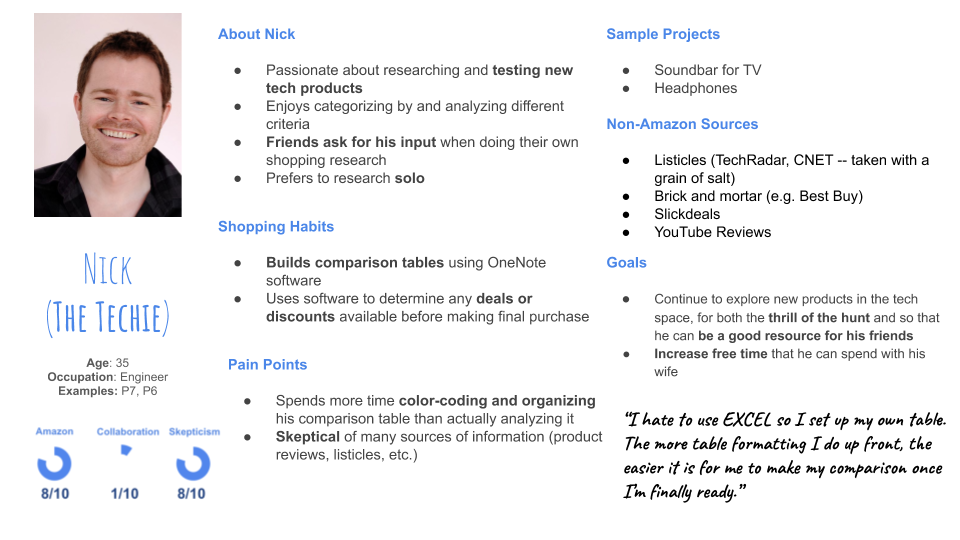 Nick
(The Techie)
Age: 35
Occupation: Engineer
Examples: P7, P6
Amazon Collaboration Skepticism
8/10 1/10 8/10
About Nick
● Passionate about researching and testing new
tech products
● Enjoys categorizing by and analyzing different
criteria
● Friends ask for his input when doing their own
shopping research
● Prefers to research solo
Shopping Habits
● Builds comparison tables using OneNote
software
● Uses software to determine any deals or
discounts available before making final purchase
Pain Points
● Spends more time color-coding and organizing
his comparison table than actually analyzing it
● Skeptical of many sources of information (product
reviews, listicles, etc.)
Sample Projects
● Soundbar for TV
● Headphones
Non-Amazon Sources
● Listicles (TechRadar, CNET -- taken with a
grain of salt)
● Brick and mortar (e.g. Best Buy)
● Slickdeals
● YouTube Reviews
Goals
● Continue to explore new products in the tech
space, for both the thrill of the hunt and so that
he can be a good resource for his friends
● Increase free time that he can spend with his
wife
“I hate to use EXCEL so I set up my own table.
The more table formatting I do up front, the
easier it is for me to make my comparison once
I’m finally ready.”